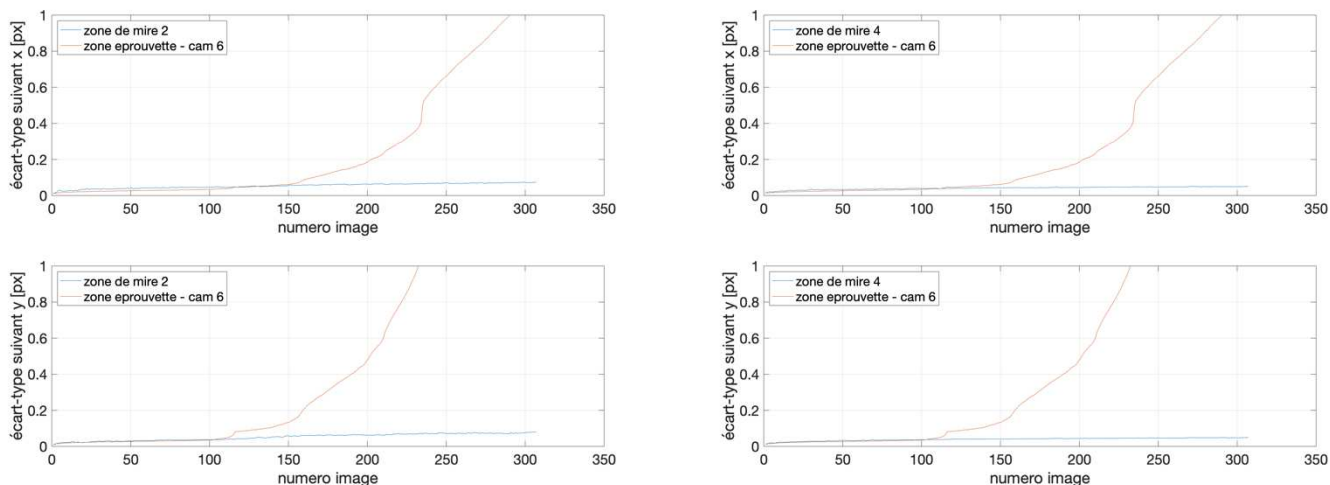 écart-type suivant x [px]
1
0.8
0.6
0.4
0.2
0
zone de mire 2
zone eprouvette - cam 6
0 50 100 150 200 250 300 350
numero image
écart-type suivant x [px]
1
0.8
0.6
0.4
0.2
0
zone de mire 4
zone eprouvette - cam 6
0 50 100 150 200 250 300 350
numero image
écart-type suivant y [px]
1
0.8
0.6
0.4
0.2
0
zone de mire 2
zone eprouvette - cam 6
0 50 100 150 200 250 300 350
numero image
écart-type suivant y [px]
1
0.8
0.6
0.4
0.2
0
zone de mire 4
zone eprouvette - cam 6
0 50 100 150 200 250 300 350
numero image